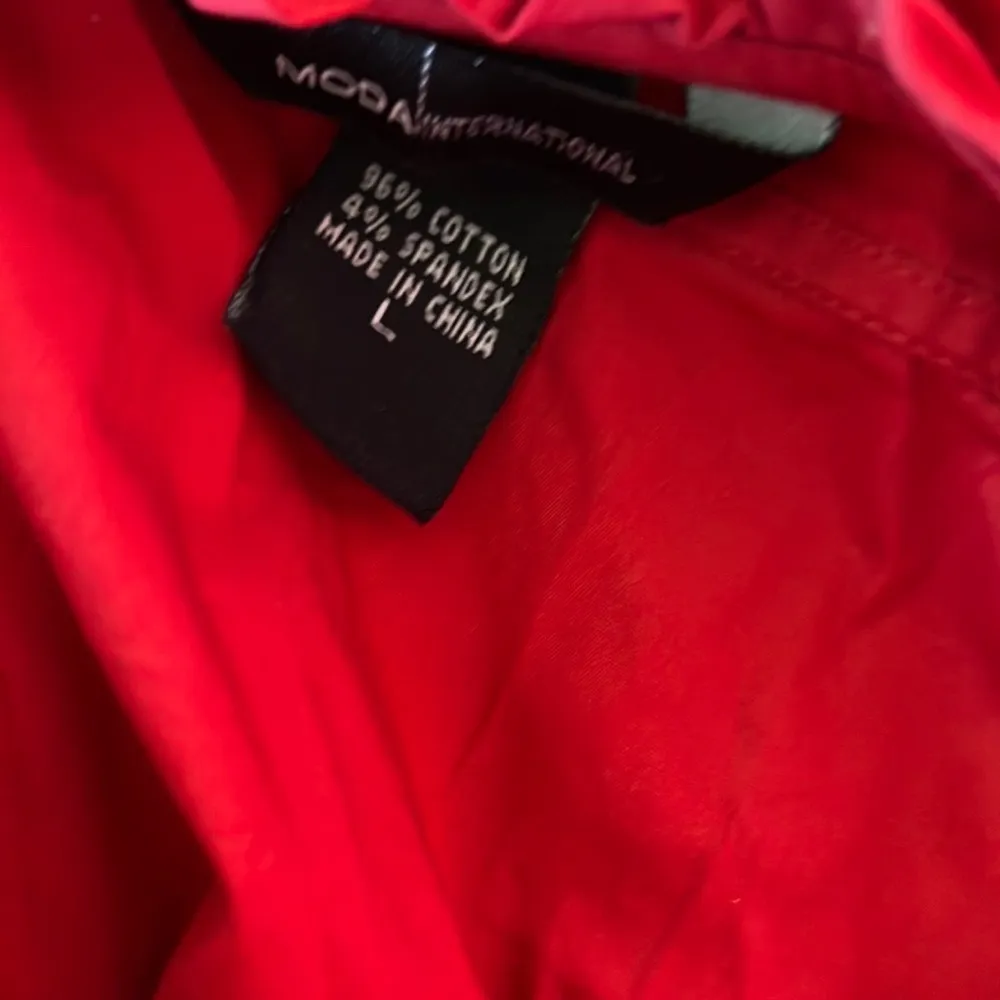 MODA INTERNATIONAL
96% COTTON
4% SPANDEX
MADE IN CHINA
L